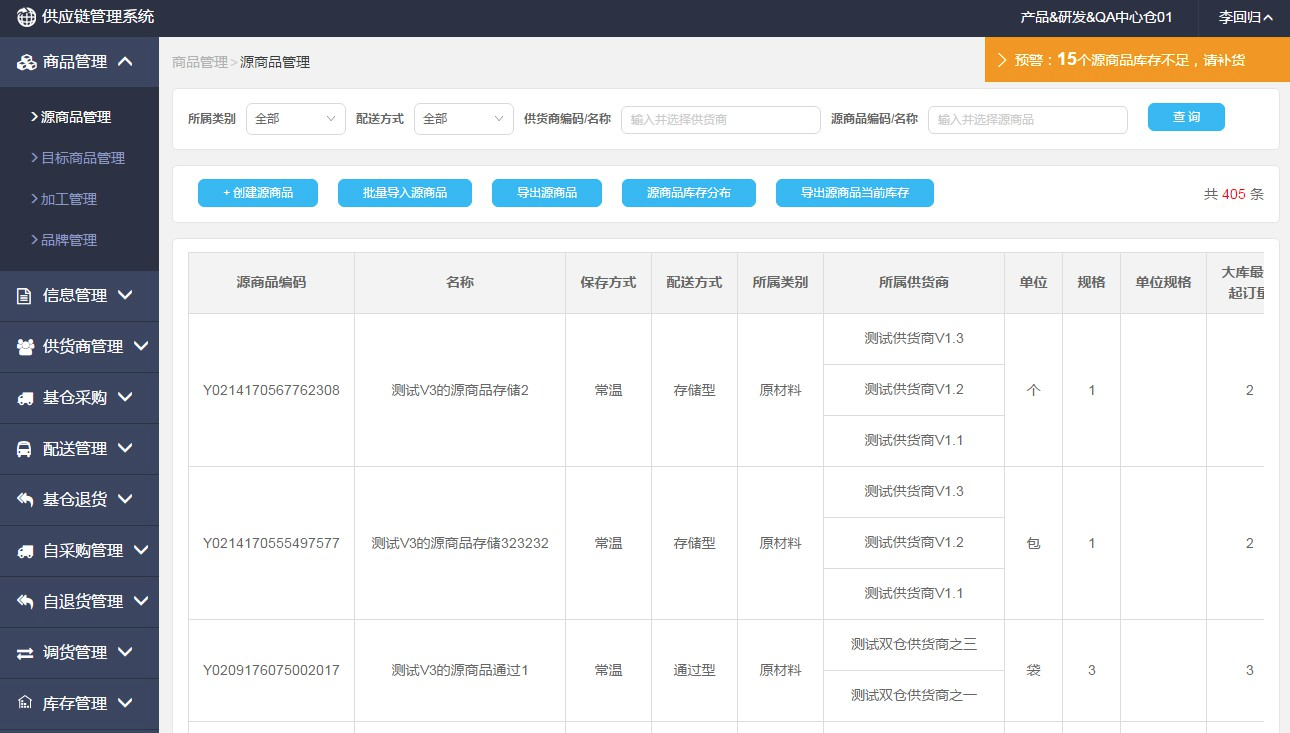 供应链管理系统
产品&研发&QA中心仓01
李回归
商品管理
源商品管理
目标商品管理
加工管理
品牌管理
信息管理
供货商管理
基仓采购
配送管理
基仓退货
自采购管理
自退货管理
调货管理
库存管理
商品管理>源商品管理
预警：15个源商品库存不足，请补货
所属类别 全部 配送方式 全部 供货商编码/名称 输入并选择供货商 源商品编码/名称 输入并选择源商品 查询
+ 创建源商品 批量导入源商品 导出源商品 源商品库存分布 导出源商品当前库存 共 405 条
源商品编码 名称 保存方式 配送方式 所属类别 所属供货商 单位 规格 单位规格 大库最
起订量
测试供货商V1.3
Y0214170567762308 测试V3的源商品存储2 常温 存储型 原材料 测试供货商V1.2 个 1 2
测试供货商V1.1
测试供货商V1.3
Y0214170555497577 测试V3的源商品存储323232 常温 存储型 原材料 测试供货商V1.2 包 1 2
测试供货商V1.1
测试双仓供货商之三
Y0209176075002017 测试V3的源商品通过1 常温 通过型 原材料 袋 3 3
测试双仓供货商之一